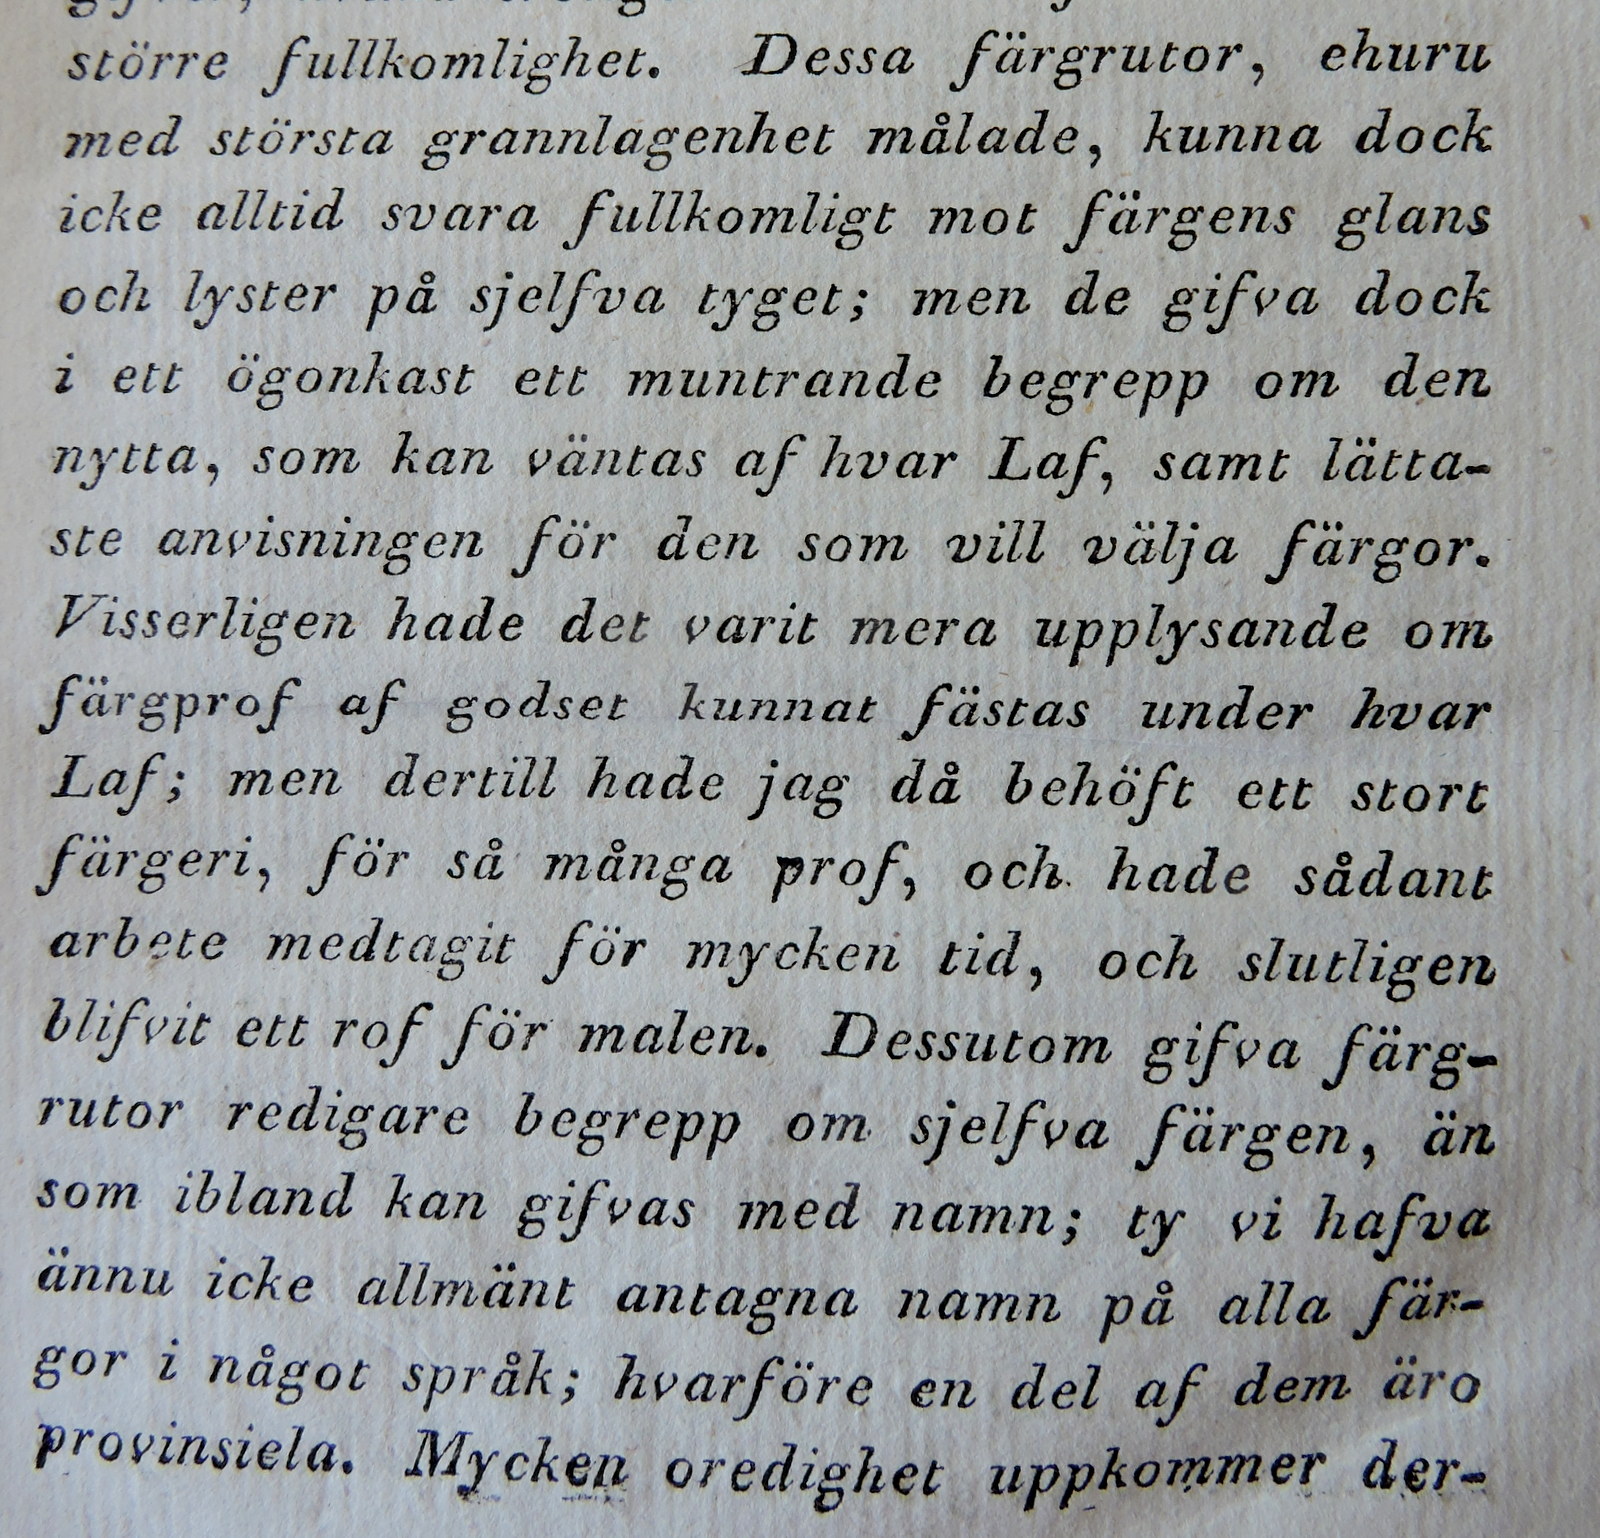 större fullkomlighet. Dessa färgrutor, ehuru
med största grannlagenhet målade, kunna dock
icke alltid svara fullkomligt mot färgens glans
och lyster på sjelfva tyget; men de gifva dock
i ett ögonkast ett muntrande begrepp om den
nytta, som kan väntas af hvar Laf, samt lätta-
ste anvisningen för den som vill välja färgor.
Visserligen hade det varit mera upplysande om
färgprof af godset kunnat fästas under hvar
Laf; men dertill hade jag då behöft ett stort
färgeri, för så många prof, och hade sådant
arbete medtagit för mycken tid, och slutligen
blifvit ett rof för malen. Dessutom gifva färg-
rutor redigare begrepp om sjelfva färgen, än
som ibland kan gifvas med namn; ty vi hafva
ännu icke allmänt antagna namn på alla fär-
gor i något språk; hvarföre en del af dem äro
provinsiela. Mycken oredighet uppkommer der-